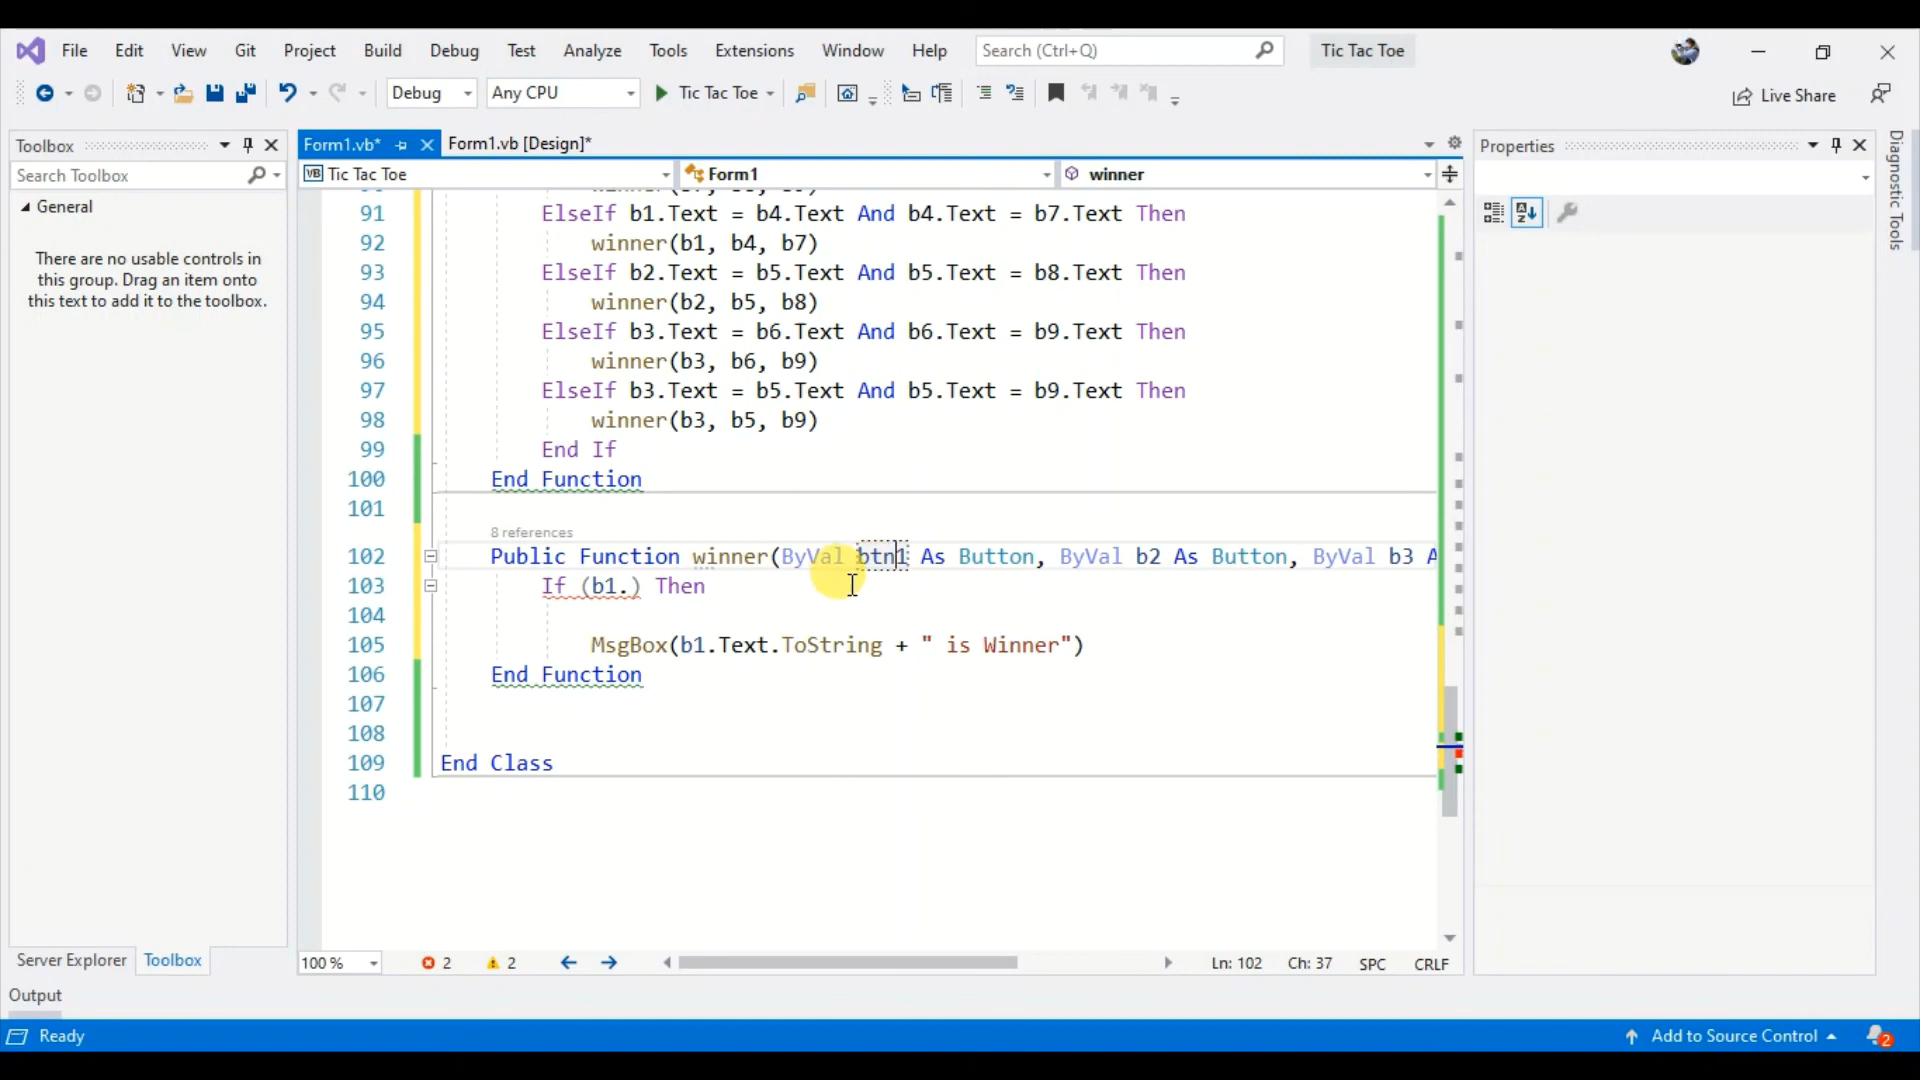 File Edit View Git Project Build Debug Test Analyze Tools Extensions Window Help Search (Ctrl+Q) Tic Tac Toe
Debug Any CPU Tic Tac Toe Live Share
Toolbox
Search Toolbox
General
There are no usable controls in
this group. Drag an item onto
this text to add it to the toolbox.
Server Explorer Toolbox
Form1.vb* Form1.vb [Design]*
VB Tic Tac Toe Form1 winner
91 ElseIf b1.Text = b4.Text And b4.Text = b7.Text Then
92 winner(b1, b4, b7)
93 ElseIf b2.Text = b5.Text And b5.Text = b8.Text Then
94 winner(b2, b5, b8)
95 ElseIf b3.Text = b6.Text And b6.Text = b9.Text Then
96 winner(b3, b6, b9)
97 ElseIf b3.Text = b5.Text And b5.Text = b9.Text Then
98 winner(b3, b5, b9)
99 End If
100 End Function
101
8 references
102 Public Function winner(ByVal btn1 As Button, ByVal b2 As Button, ByVal b3 A
103 If (b1.) Then
104
105 MsgBox(b1.Text.ToString + " is Winner")
106 End Function
107
108
109 End Class
110
100 % 2 2 Ln: 102 Ch: 37 SPC CRLF
Properties
Diagnostic Tools
Output
Ready Add to Source Control 2